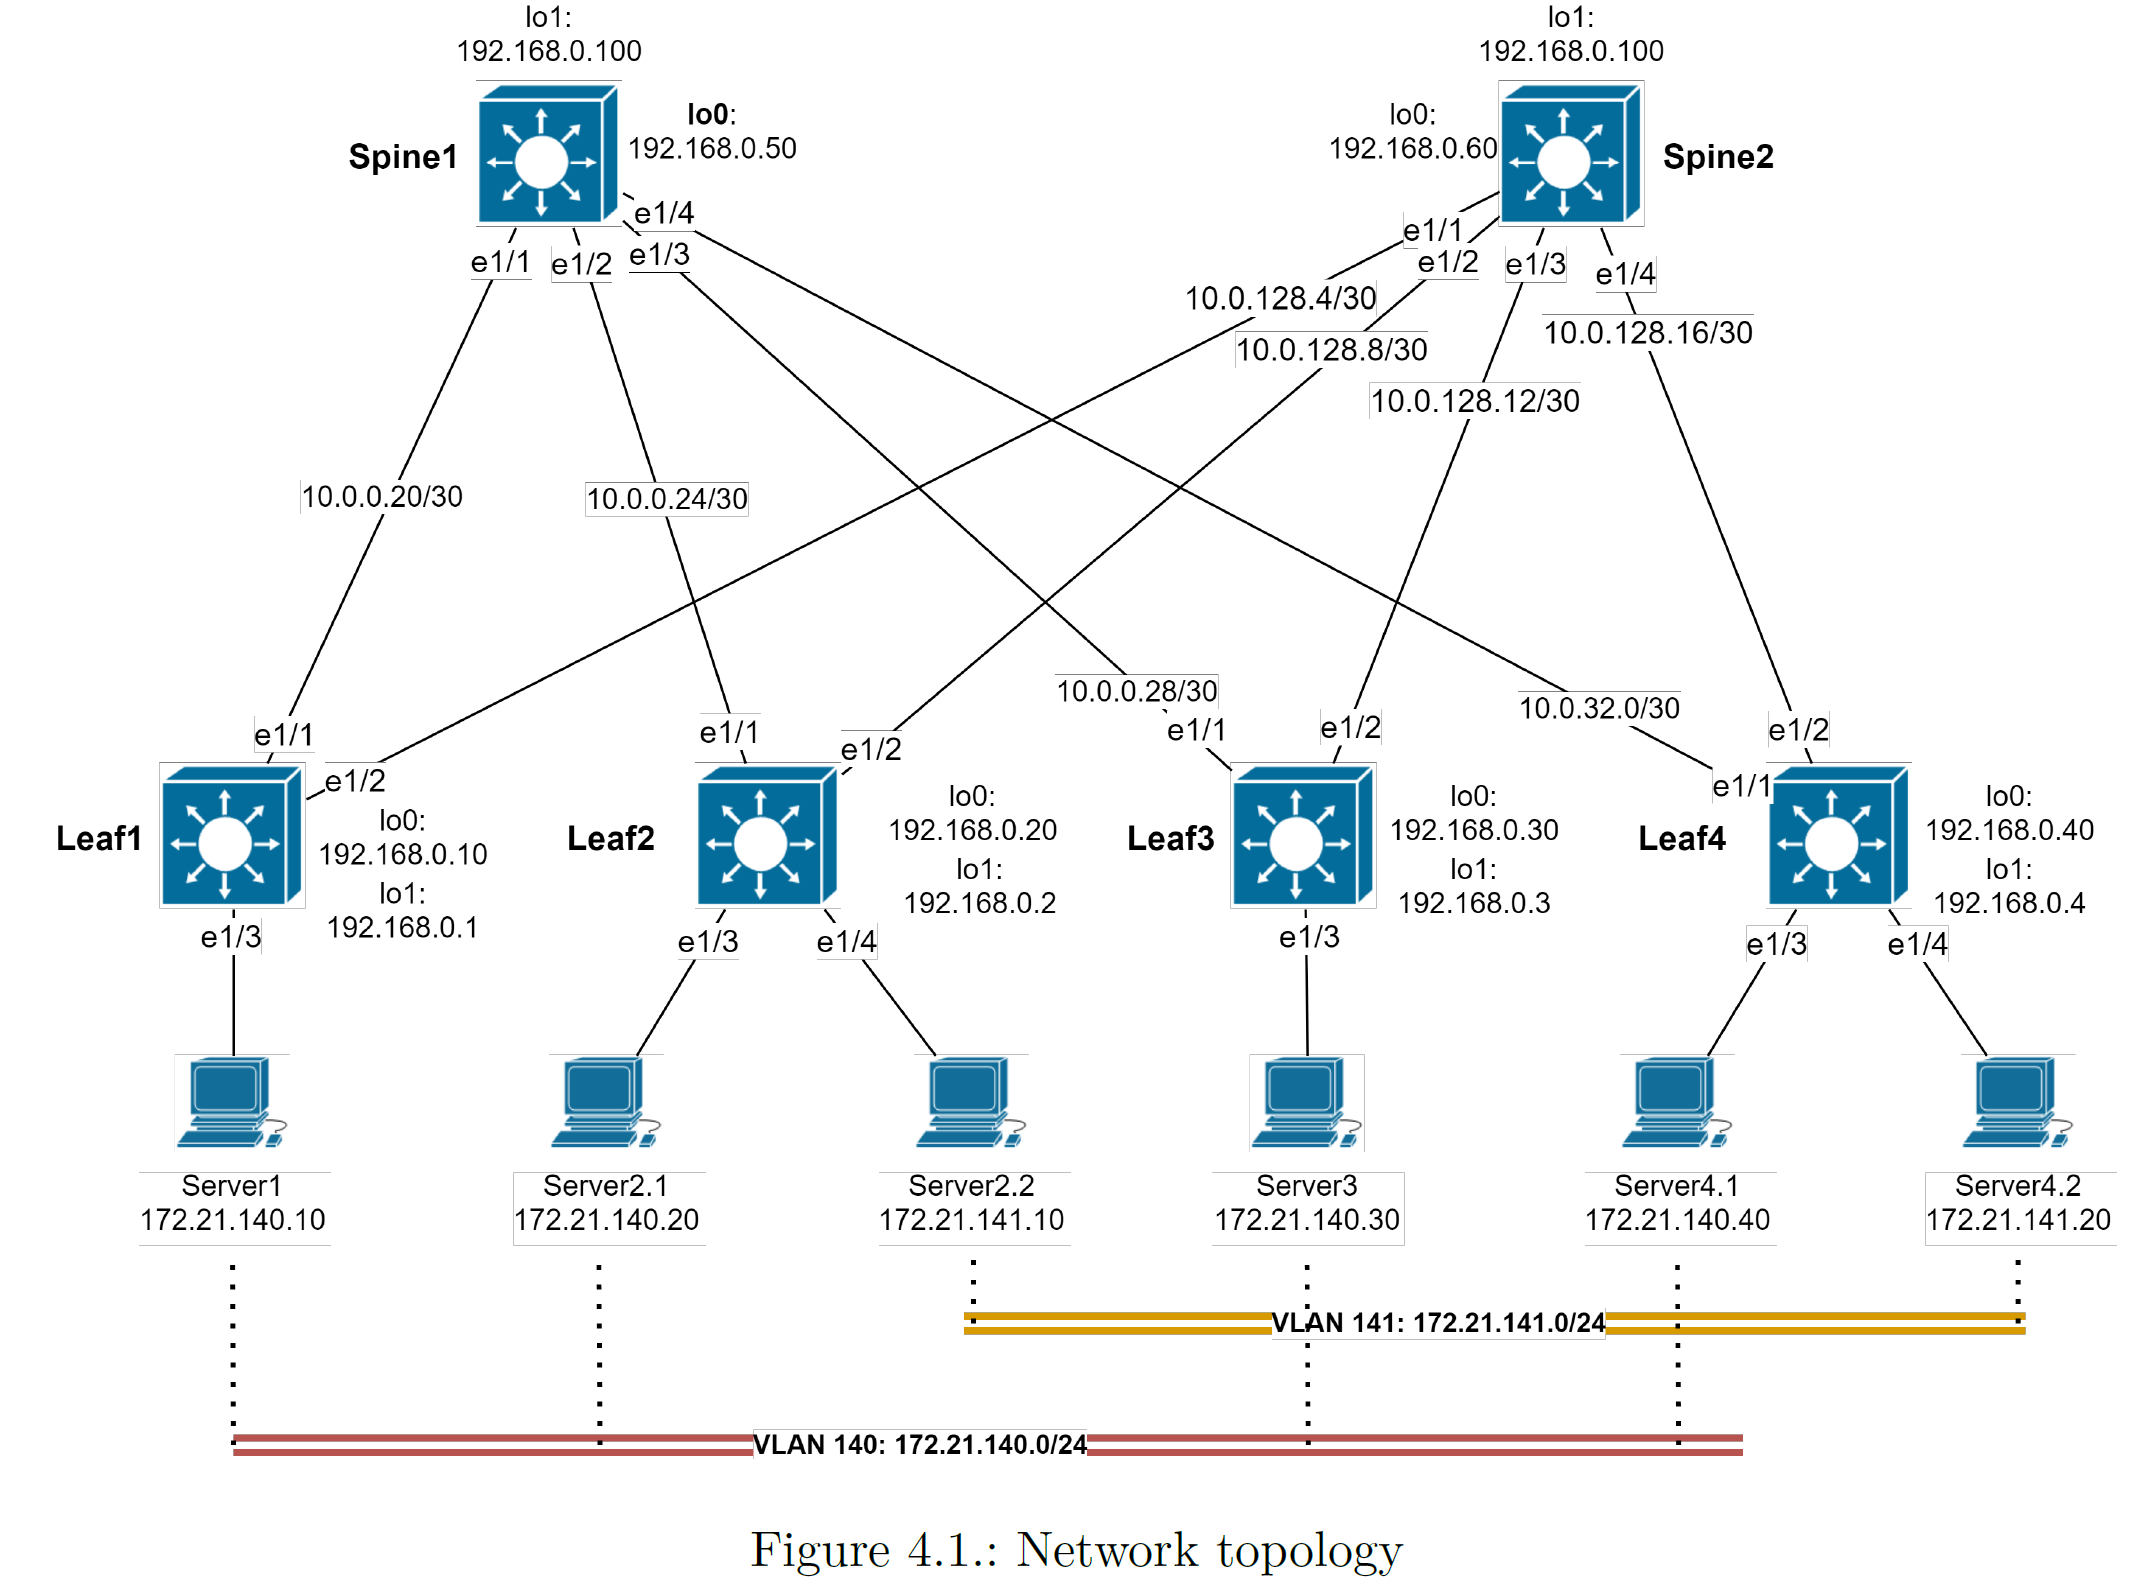 lo1:
192.168.0.100
lo1:
192.168.0.100
lo0:
192.168.0.50
lo0:
192.168.0.60
Spine1
Spine2
e1/4
e1/3
e1/1
e1/2
e1/1
e1/2
e1/3
e1/4
10.0.128.4/30
10.0.128.8/30
10.0.128.16/30
10.0.128.12/30
10.0.0.20/30
10.0.0.24/30
10.0.0.28/30
10.0.32.0/30
e1/1
e1/2
e1/1
e1/2
e1/1
e1/2
e1/1
e1/2
Leaf1
lo0:
192.168.0.10
lo1:
192.168.0.1
Leaf2
lo0:
192.168.0.20
lo1:
192.168.0.2
Leaf3
lo0:
192.168.0.30
lo1:
192.168.0.3
Leaf4
lo0:
192.168.0.40
lo1:
192.168.0.4
e1/3
e1/3
e1/4
e1/3
e1/3
e1/4
Server1
172.21.140.10
Server2.1
172.21.140.20
Server2.2
172.21.141.10
Server3
172.21.140.30
Server4.1
172.21.140.40
Server4.2
172.21.141.20
VLAN 141: 172.21.141.0/24
VLAN 140: 172.21.140.0/24
Figure 4.1.: Network topology